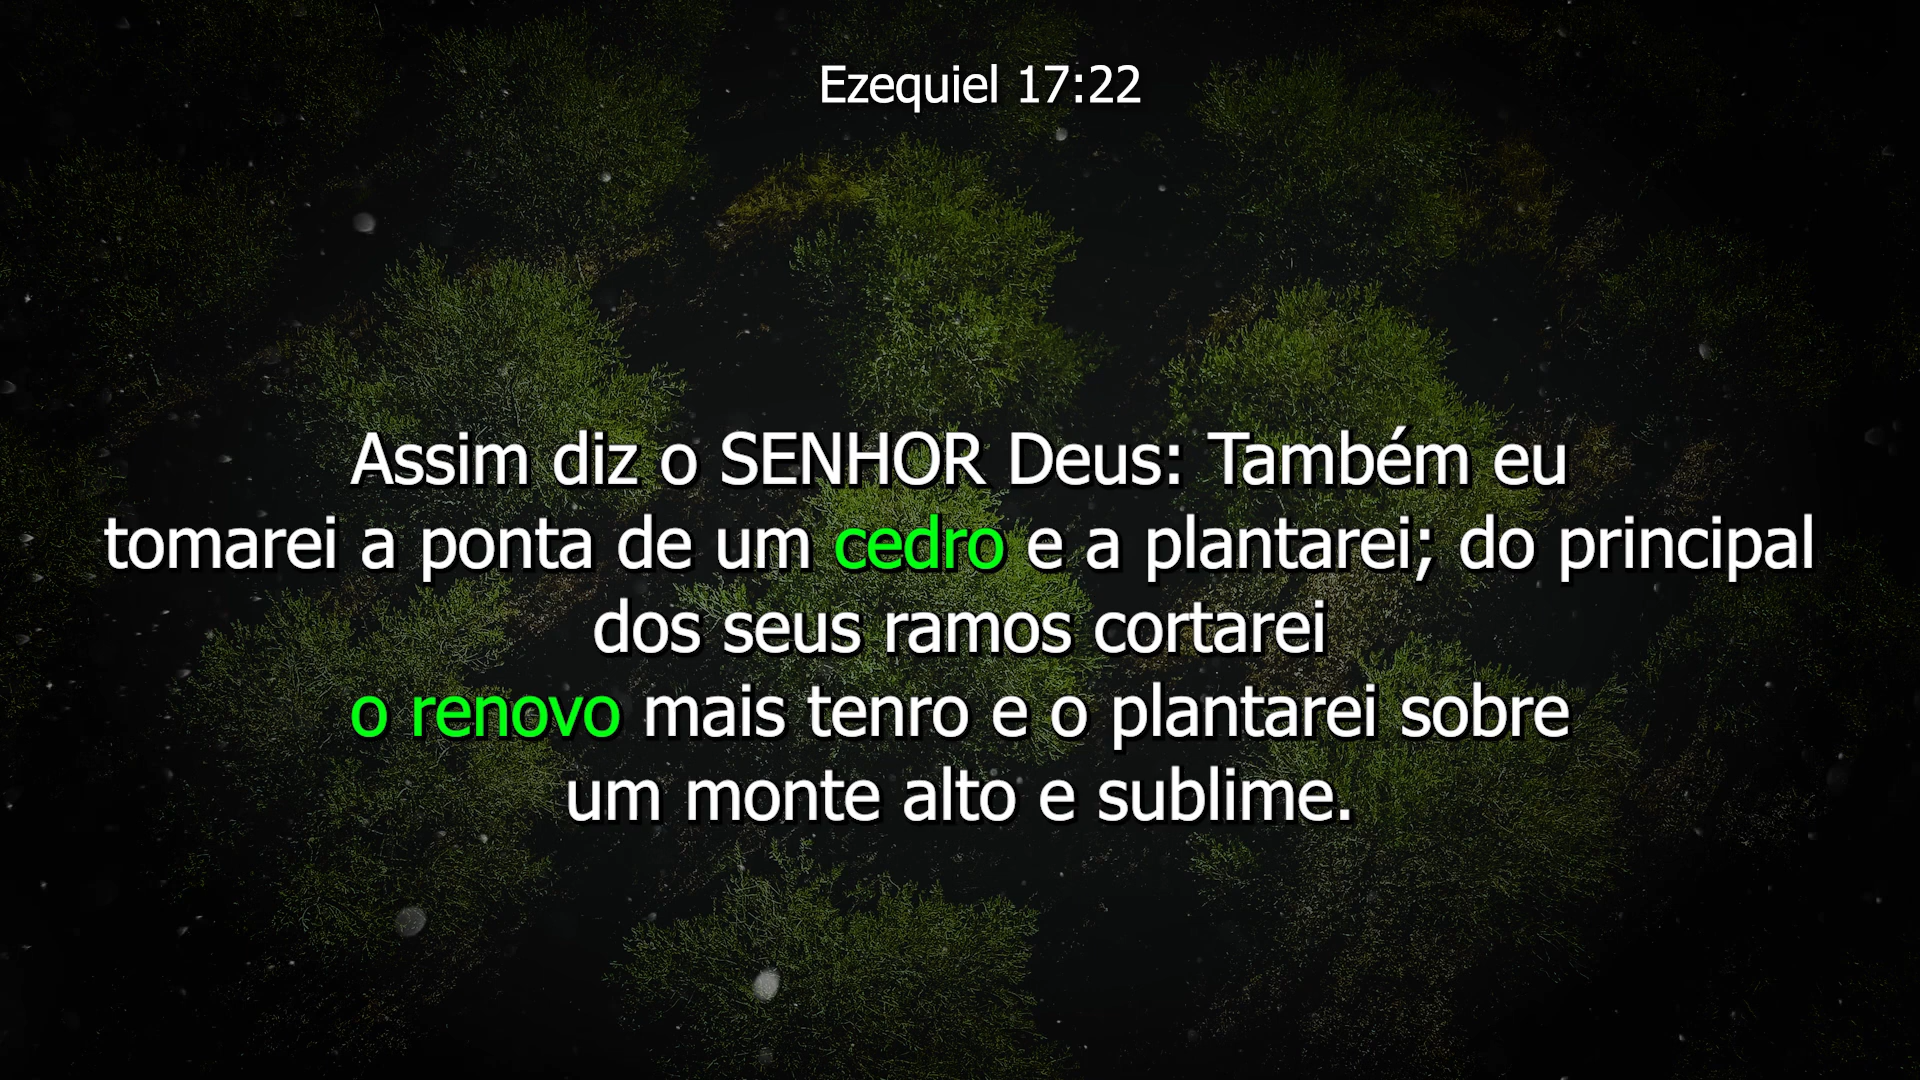 Ezequiel 17:22
Assim diz o SENHOR Deus: Também eu
tomarei a ponta de um cedro e a plantarei; do principal
dos seus ramos cortarei
o renovo mais tenro e o plantarei sobre
um monte alto e sublime.